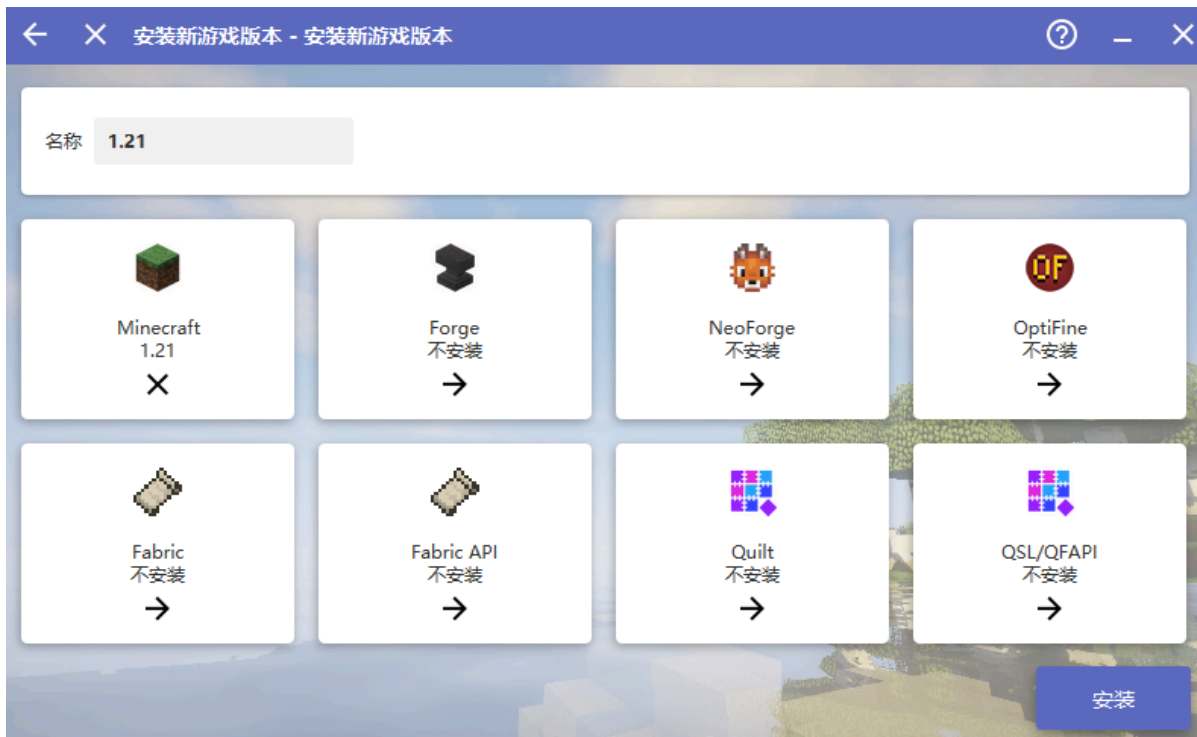 安装新游戏版本 - 安装新游戏版本
名称 1.21
Minecraft
1.21
Forge
不安装
NeoForge
不安装
OF
OptiFine
不安装
Fabric
不安装
Fabric API
不安装
Quilt
不安装
QSL/QFAPI
不安装
安装